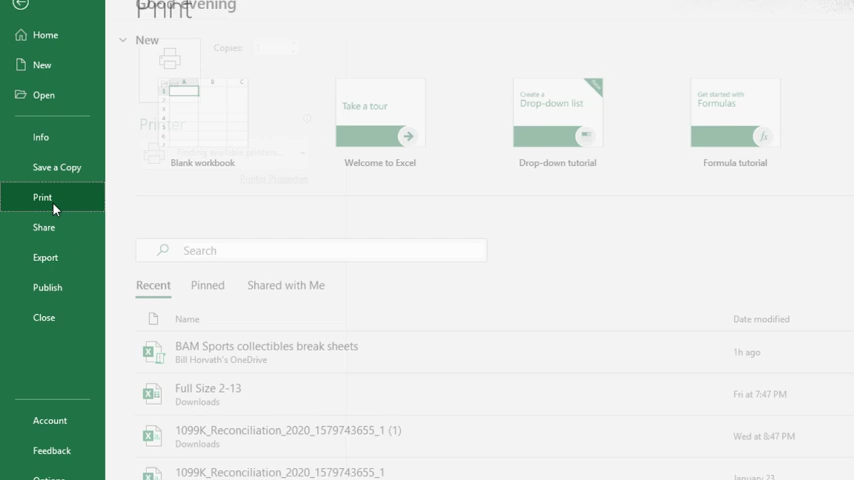 Good evening
Print
Home
New
Open
Info
Save a Copy
Print
Share
Export
Publish
Close
Account
Feedback
Options
New
Copies:
A B C
Printer
Printer Properties
Blank workbook
Take a tour
Welcome to Excel
Create a
Drop-down list
Drop-down tutorial
Get started with
Formulas
fx
Formula tutorial
Search
Recent Pinned Shared with Me
Name Date modified
BAM Sports collectibles break sheets 1h ago
Bill Horvath's OneDrive
Full Size 2-13 Fri at 7:47 PM
Downloads
1099K_Reconciliation_2020_1579743655_1 (1) Wed at 8:47 PM
Downloads
1099K_Reconciliation_2020_1579743655_1 January 23